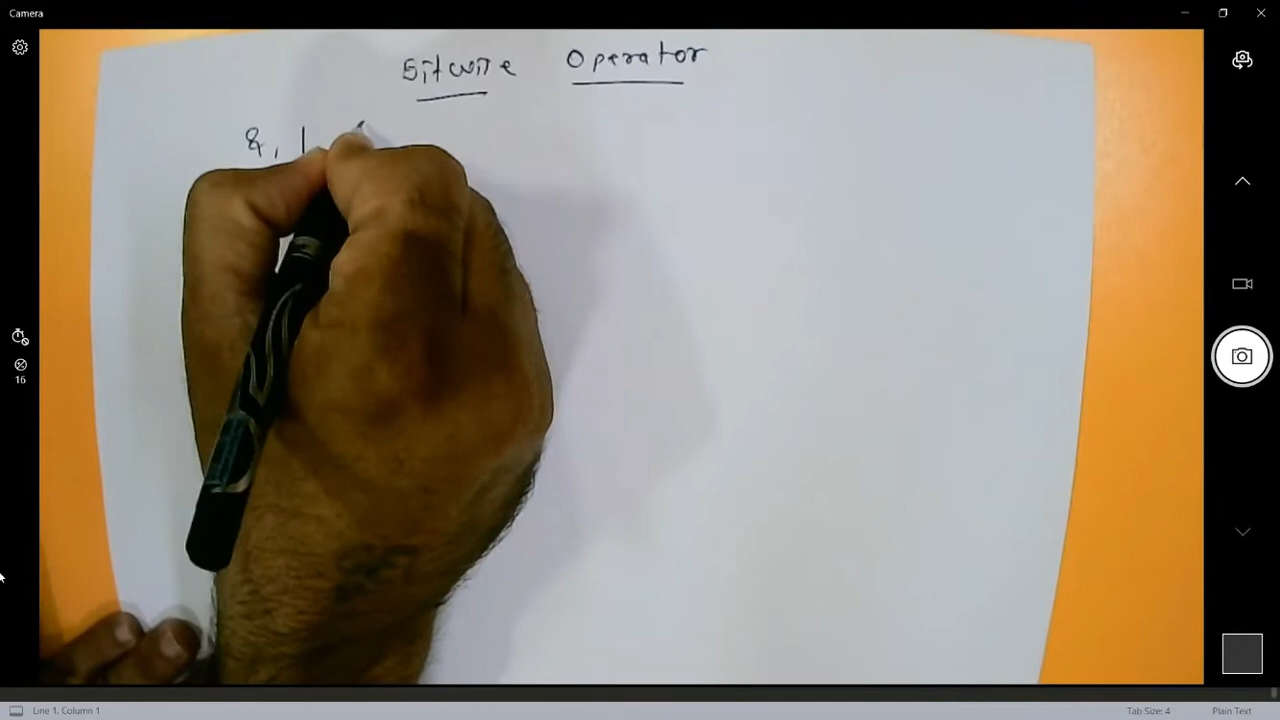 Camera
Bitwise Operator
&, |
16
Line 1, Column 1
Tab Size: 4
Plain Text